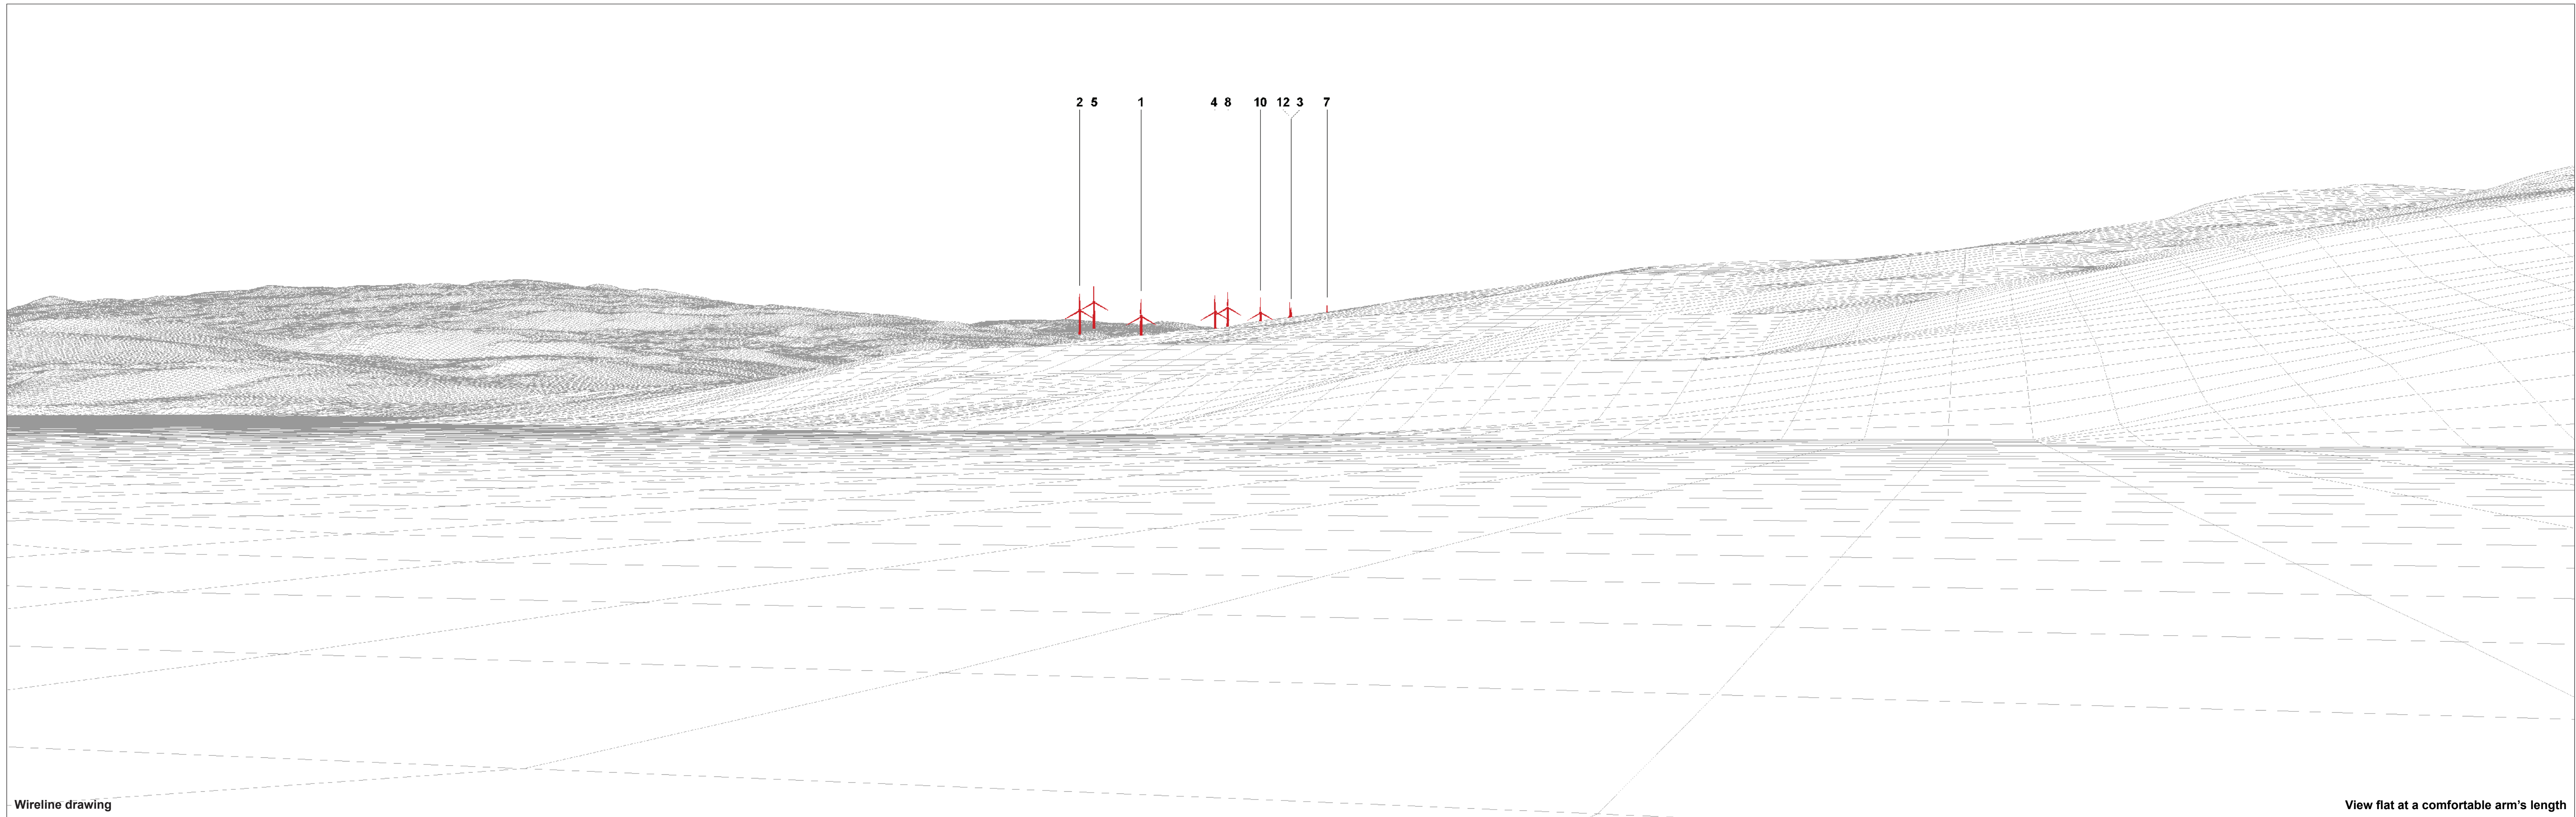 2 5 1 4 8 10 12 3 7
Wireline drawing
View flat at a comfortable arm's length